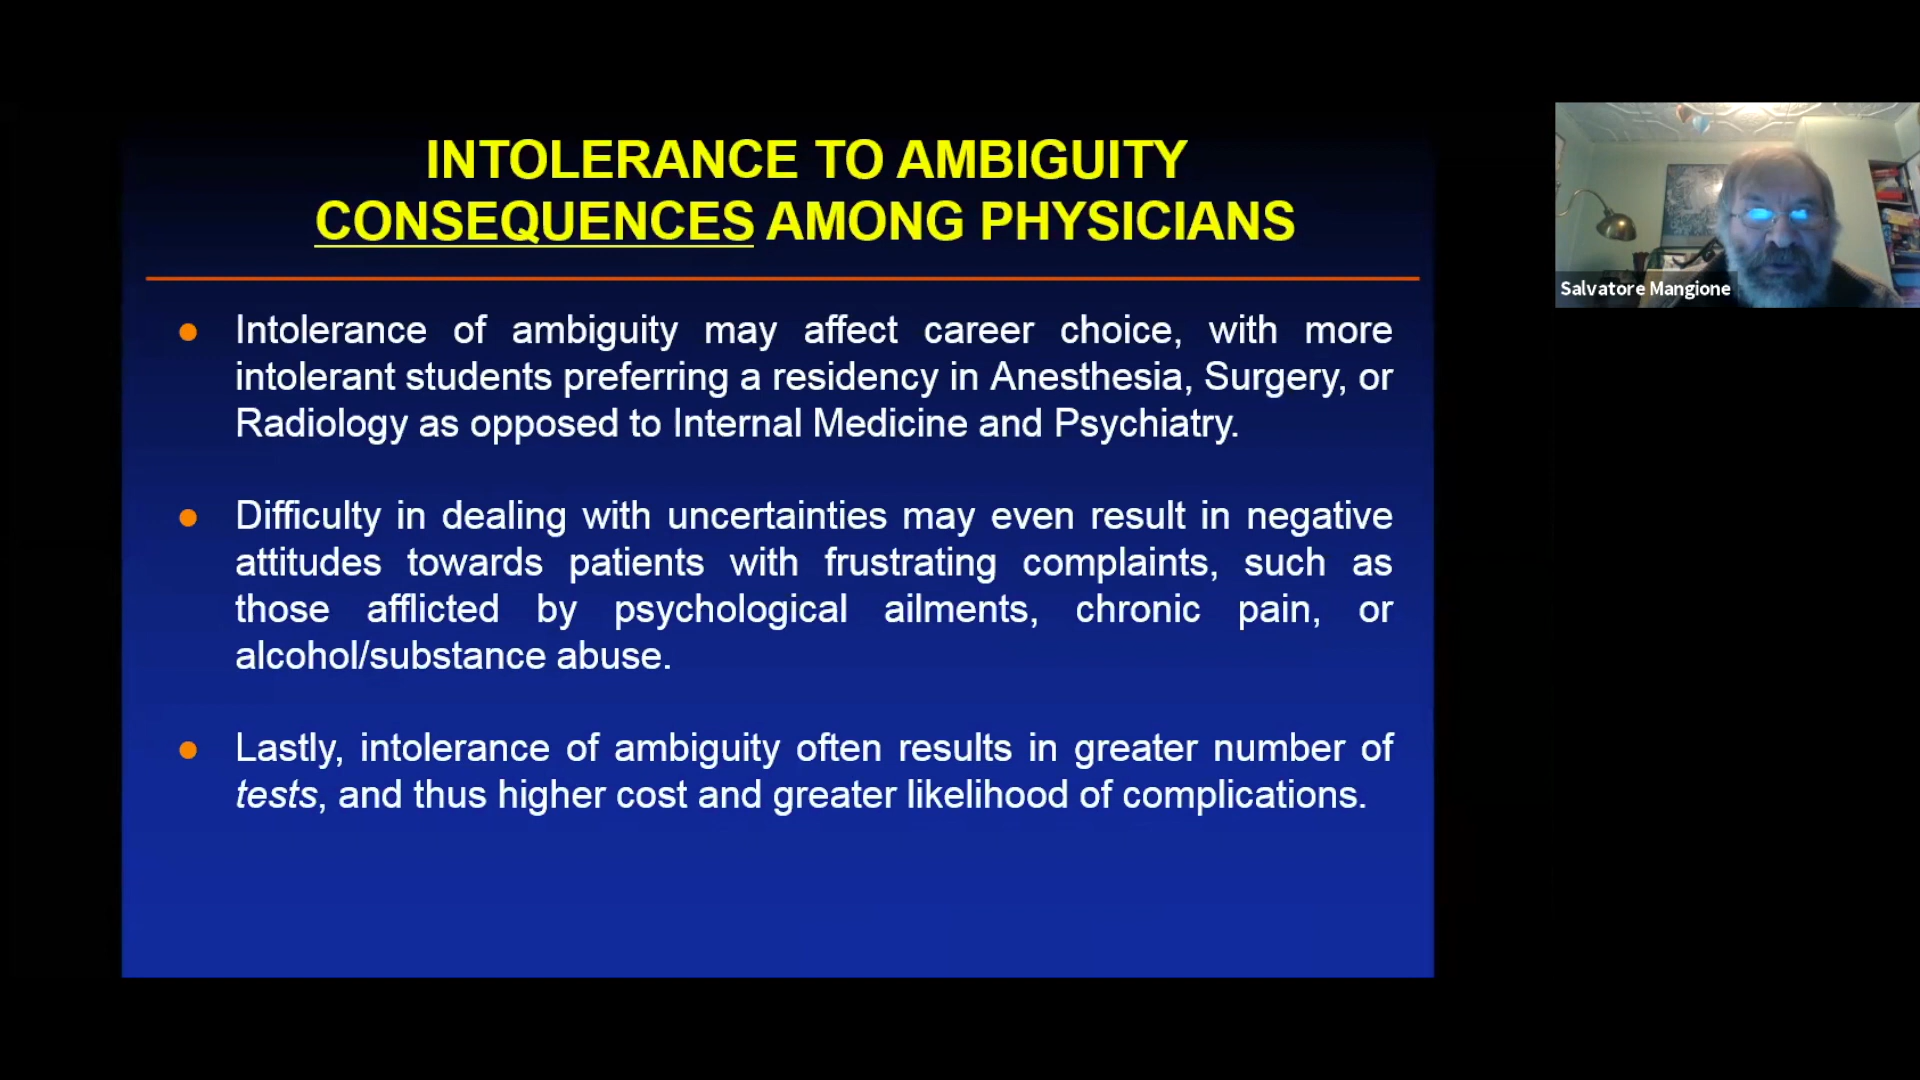 INTOLERANCE TO AMBIGUITY
CONSEQUENCES AMONG PHYSICIANS
Salvatore Mangione
Intolerance of ambiguity may affect career choice, with more
intolerant students preferring a residency in Anesthesia, Surgery, or
Radiology as opposed to Internal Medicine and Psychiatry.
Difficulty in dealing with uncertainties may even result in negative
attitudes towards patients with frustrating complaints, such as
those afflicted by psychological ailments, chronic pain, or
alcohol/substance abuse.
Lastly, intolerance of ambiguity often results in greater number of
tests, and thus higher cost and greater likelihood of complications.